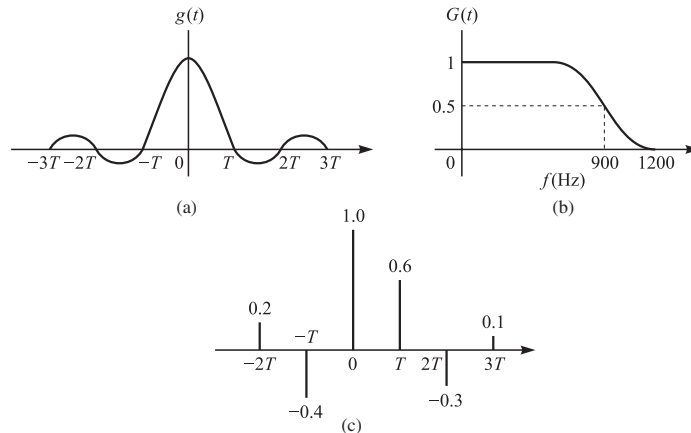 g(t)
−3T −2T −T 0 T 2T 3T
(a)
G(t)
1
0.5
0 900 1200
f(Hz)
(b)
1.0
0.6
0.2
0.1
−T
−2T 0 T 2T 3T
−0.4 −0.3
(c)